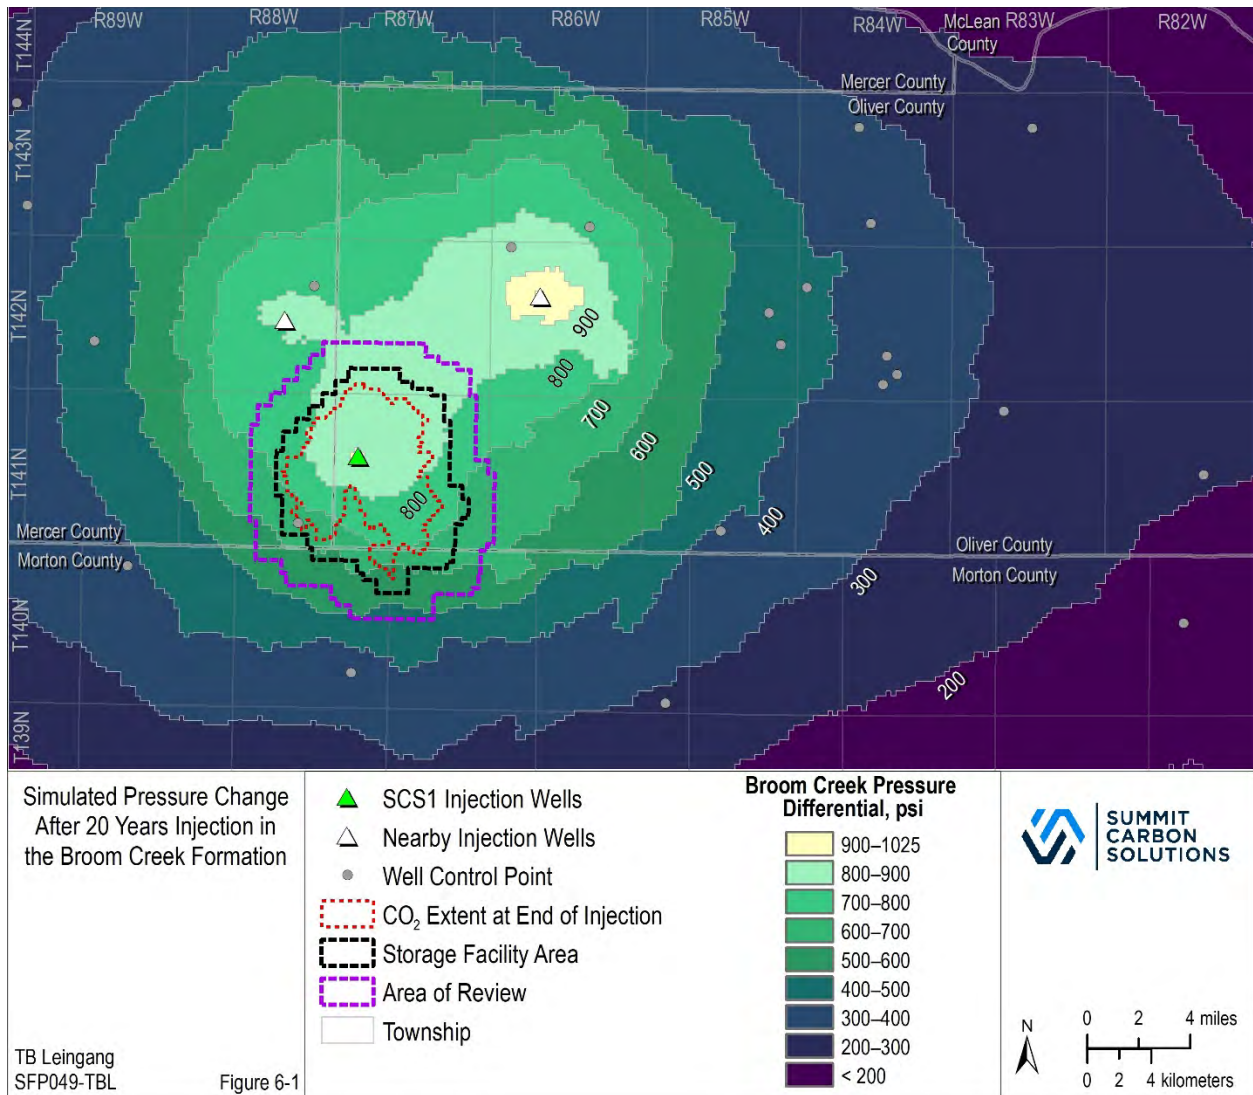 R89W
R88W
R87W
R86W
R85W
R84W
McLean
County
R83W
R82W
T144N
Mercer County
Oliver County
T143N
T142N
900
800
700
600
500
400
300
200
T141N
800
Mercer County
Morton County
Oliver County
Morton County
T140N
T139N
Simulated Pressure Change
After 20 Years Injection in
the Broom Creek Formation
TB Leingang
SFP049-TBL
Figure 6-1
SCS1 Injection Wells
Nearby Injection Wells
Well Control Point
CO₂ Extent at End of Injection
Storage Facility Area
Area of Review
Township
Broom Creek Pressure
Differential, psi
900–1025
800–900
700–800
600–700
500–600
400–500
300–400
200–300
< 200
SUMMIT
CARBON
SOLUTIONS
N
0 2 4 miles
0 2 4 kilometers